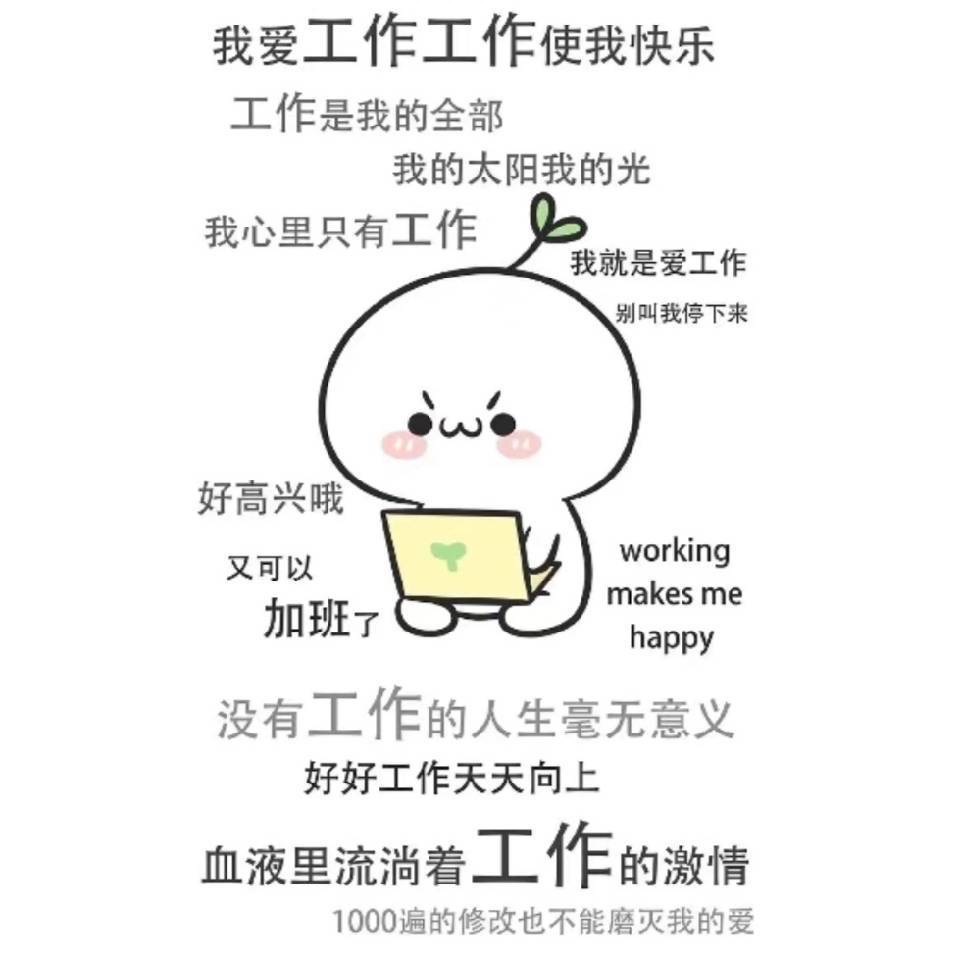 我爱工作工作使我快乐
工作是我的全部
我的太阳我的光
我心里只有工作
我就是爱工作
别叫我停下来
好高兴哦
又可以
加班了
working
makes me
happy
没有工作的人生毫无意义
好好工作天天向上
血液里流淌着工作的激情
1000遍的修改也不能磨灭我的爱